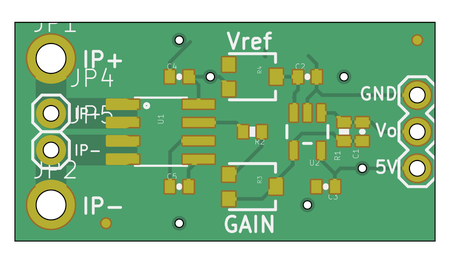 JP1
IP+
JP4
IP+
JP5
IP-
JP2
IP-
C4
U1
C5
Vref
R4
C2
R2
R3
U2
R1
C1
C3
GAIN
GND
Vo
5V